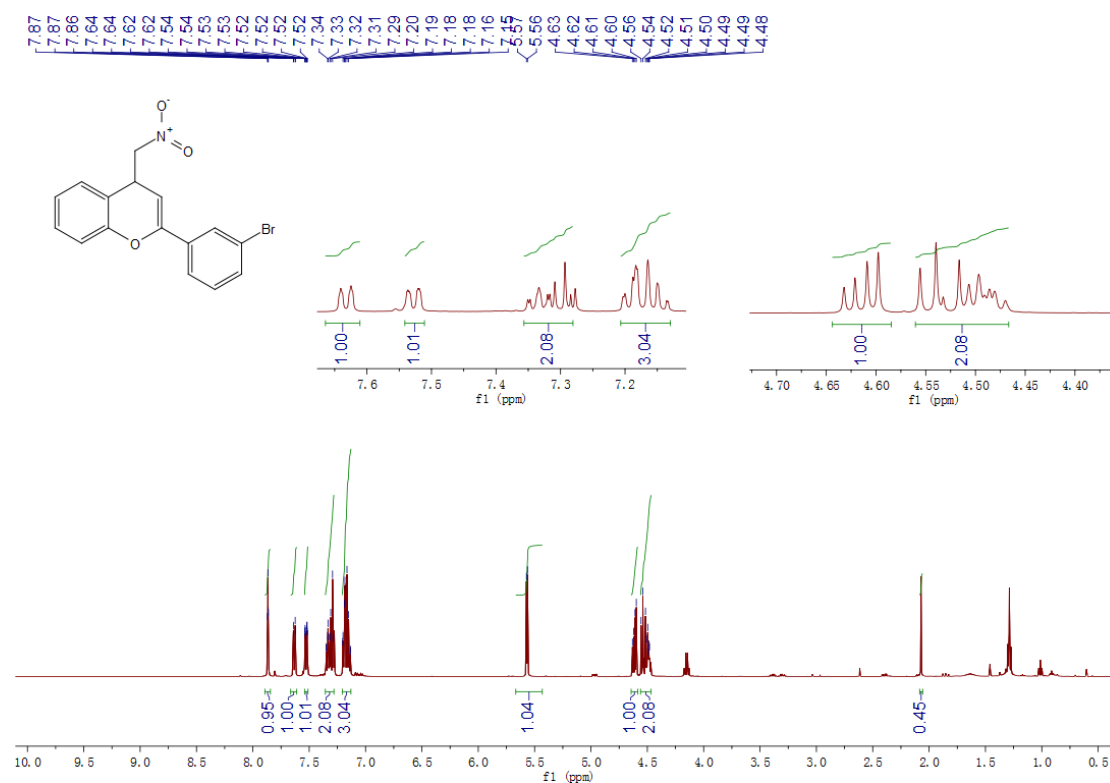 7.87 7.87 7.86 7.64 7.64 7.62 7.62 7.54 7.54 7.53 7.53 7.52 7.52 7.52 7.52 7.34 7.33 7.32 7.31 7.29 7.20 7.19 7.18 7.18 7.16 7.15 5.57 5.56 4.63 4.62 4.61 4.60 4.56 4.54 4.52 4.51 4.50 4.49 4.49 4.48
O-
N+
O
O
Br
1.00 1.01 2.08 3.04
7.6 7.5 7.4 7.3 7.2
f1 (ppm)
1.00 2.08
4.70 4.65 4.60 4.55 4.50 4.45 4.40
f1 (ppm)
0.95 1.00 1.01 2.08 3.04 1.04 1.00 2.08 0.45
10.0 9.5 9.0 8.5 8.0 7.5 7.0 6.5 6.0 5.5 5.0 4.5 4.0 3.5 3.0 2.5 2.0 1.5 1.0 0.5
f1 (ppm)